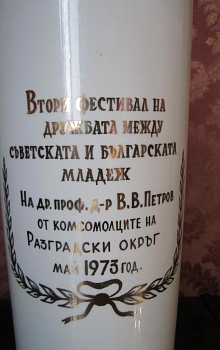 Втори фестивал на
дружбата между
съветската и българската
младеж
На др. проф. д-р В. В. Петров
от комсомолците на
Разградски окръг
май 1973 год.